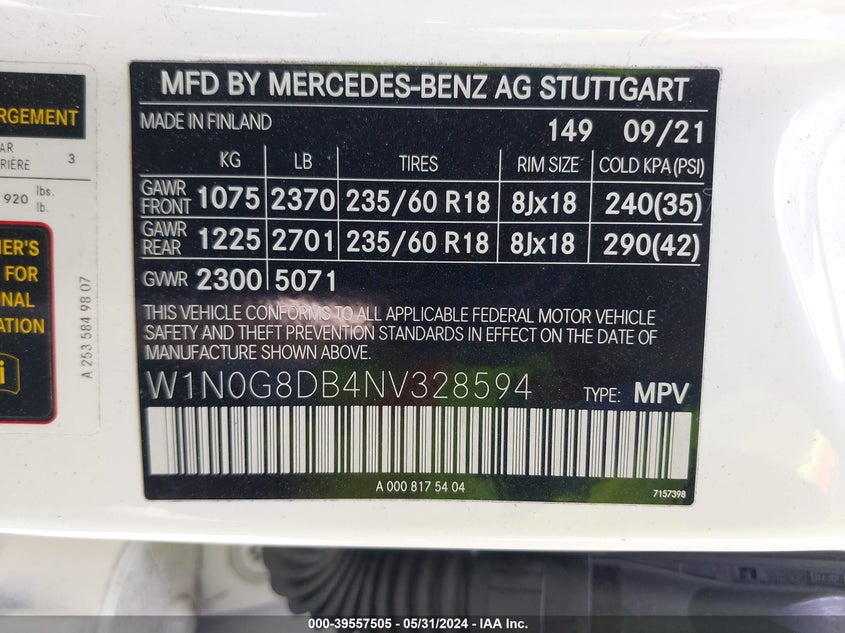 MFD BY MERCEDES-BENZ AG STUTTGART
MADE IN FINLAND 149 09/21
KG LB TIRES RIM SIZE COLD KPA(PSI)
GAWR FRONT 1075 2370 235/60 R18 8Jx18 240(35)
GAWR REAR 1225 2701 235/60 R18 8Jx18 290(42)
GVWR 2300 5071
THIS VEHICLE CONFORMS TO ALL APPLICABLE FEDERAL MOTOR VEHICLE
SAFETY AND THEFT PREVENTION STANDARDS IN EFFECT ON THE DATE OF
MANUFACTURE SHOWN ABOVE.
W1N0G8DB4NV328594 TYPE: MPV
A 000 817 54 04
7157398
ARGEMENT
AR
RIÈRE 3
920 lbs.
lb.
NER'S
FOR
ONAL
ATION
i
A 253 584 98 07
000-39557505 - 05/31/2024 - IAA Inc.